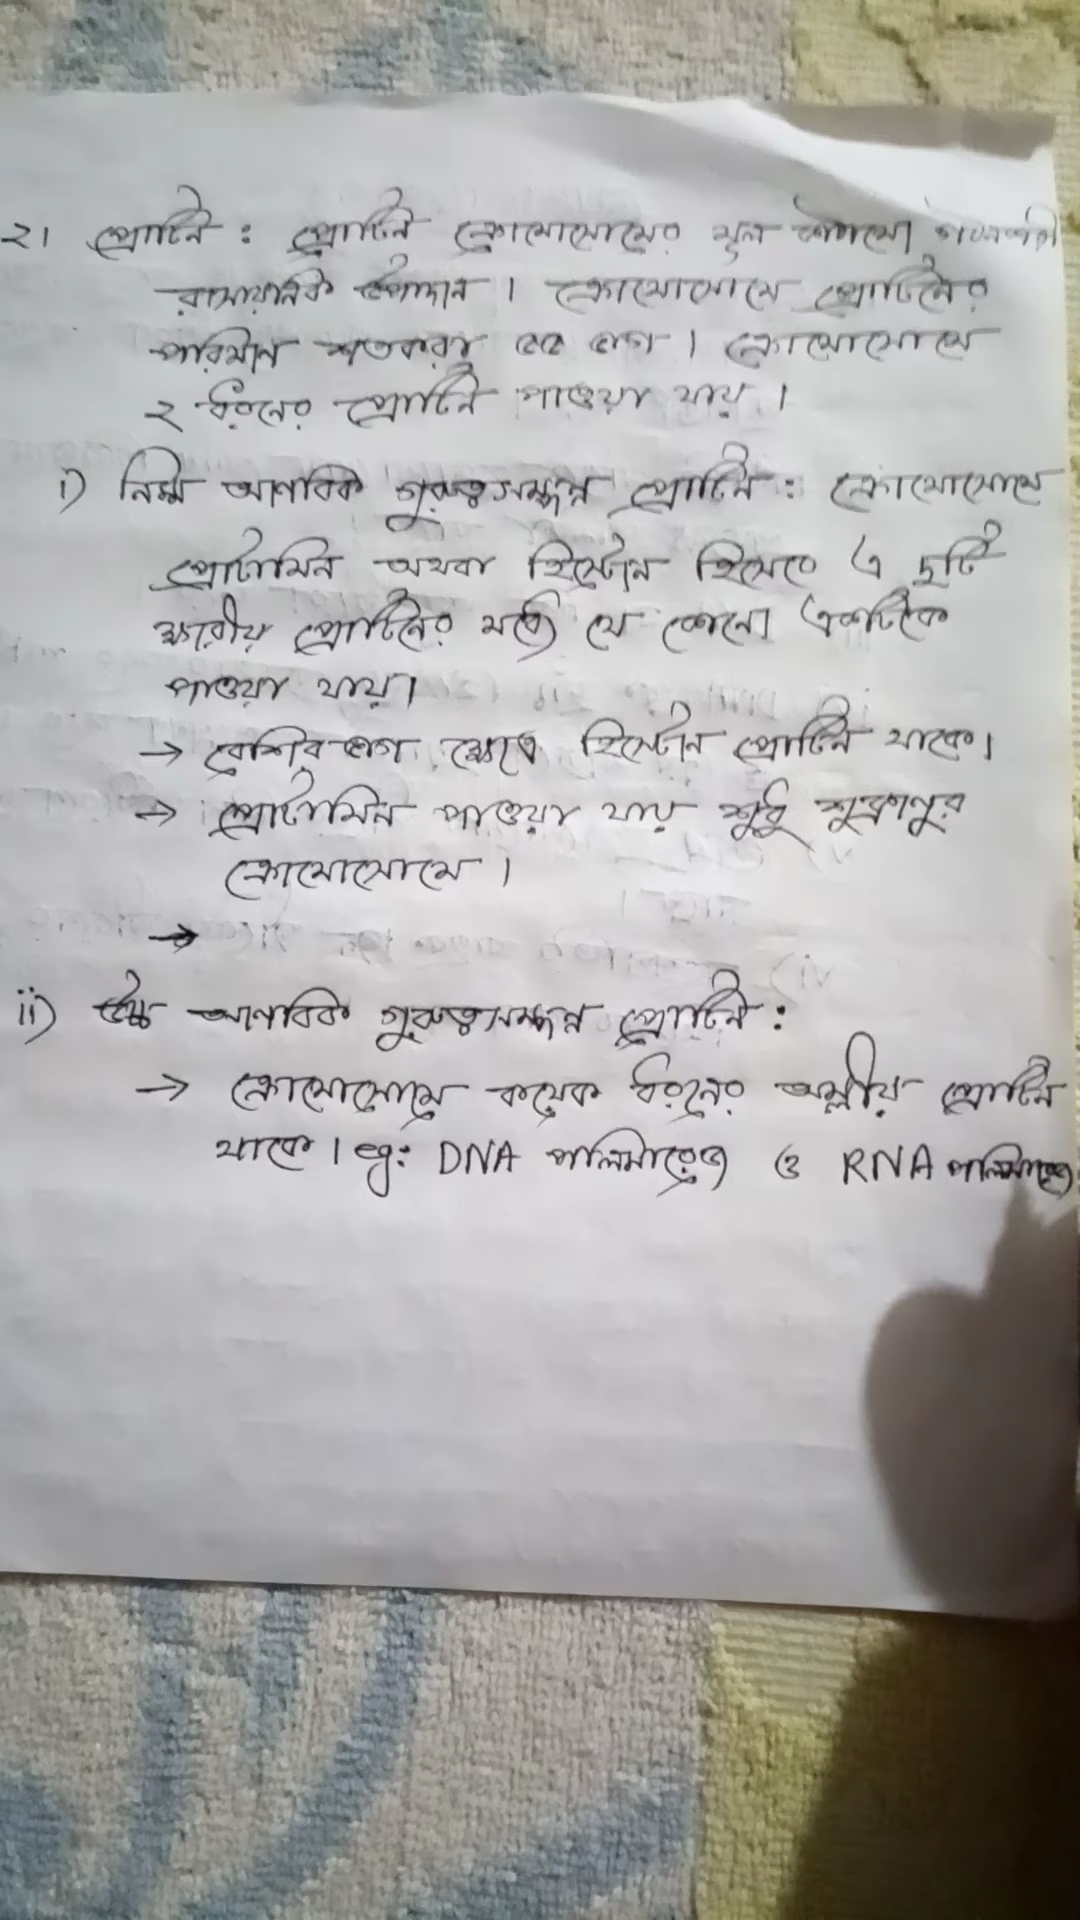 ২। প্রোটিন : প্রোটিন ক্রোমোসোমের মূল কাঠামো গঠনকারী
রাসায়নিক উপাদান । ক্রোমোসোমে প্রোটিনের
পরিমান শতকরা ৫৫ ভাগ । ক্রোমোসোমে
২ ধরনের প্রোটিন পাওয়া যায় ।
i) নিম্ম আণবিক গুরুত্বসম্পন্ন প্রোটিন : ক্রোমোসোমে
প্রোটামিন অথবা হিস্টোন হিসেবে এ দুটি
ক্ষারীয় প্রোটিনের মধ্যে যে কোনো একটিকে
পাওয়া যায়।
→ বেশির ভাগ ক্ষেত্রে হিস্টোন প্রোটিন থাকে।
→ প্রোটামিন পাওয়া যায় শুধু শুক্রাণুর
ক্রোমোসোমে ।
→
ii) উচ্চ আণবিক গুরুত্বসম্পন্ন প্রোটিন :
→ ক্রোমোসোমে কয়েক ধরনের অম্লীয় প্রোটিন
থাকে । eg: DNA পলিমারেজ ও RNA পলিমারেজ